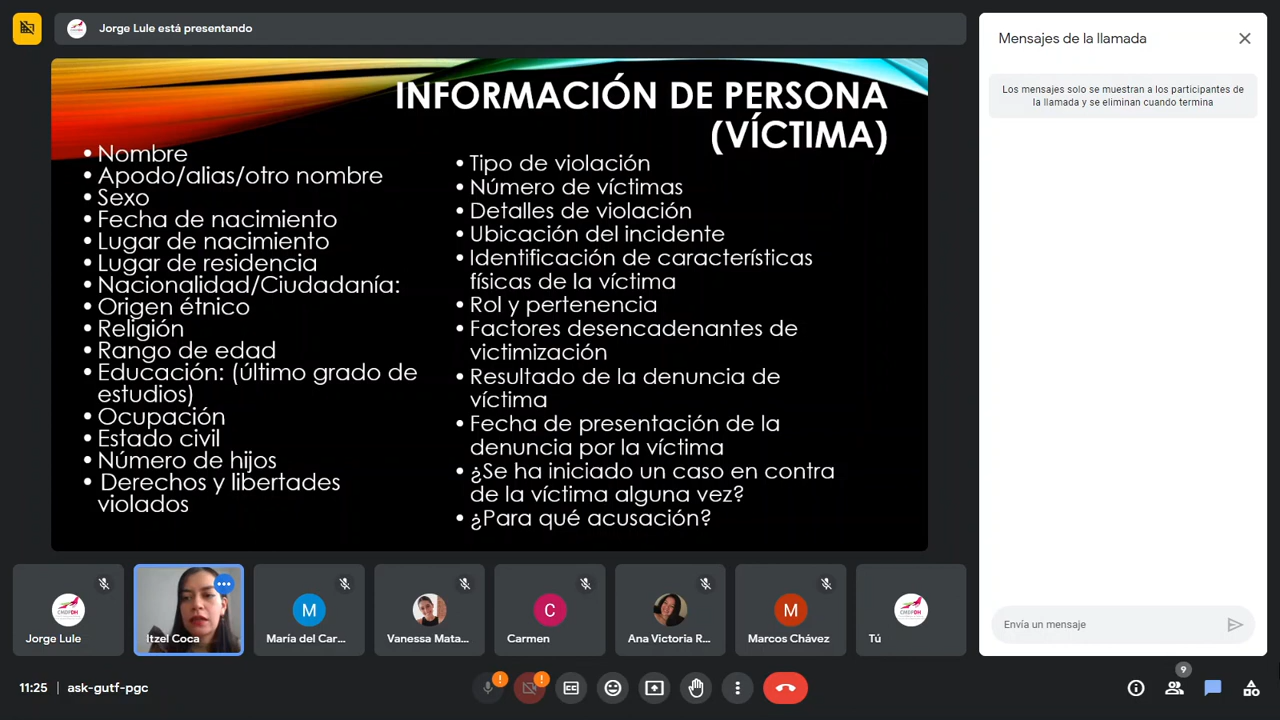 Jorge Lule está presentando
INFORMACIÓN DE PERSONA
(VÍCTIMA)
• Nombre
• Apodo/alias/otro nombre
• Sexo
• Fecha de nacimiento
• Lugar de nacimiento
• Lugar de residencia
• Nacionalidad/Ciudadanía:
• Origen étnico
• Religión
• Rango de edad
• Educación: (último grado de
estudios)
• Ocupación
• Estado civil
• Número de hijos
• Derechos y libertades
violados
• Tipo de violación
• Número de víctimas
• Detalles de violación
• Ubicación del incidente
• Identificación de características
físicas de la víctima
• Rol y pertenencia
• Factores desencadenantes de
victimización
• Resultado de la denuncia de
víctima
• Fecha de presentación de la
denuncia por la víctima
• ¿Se ha iniciado un caso en contra
de la víctima alguna vez?
• ¿Para qué acusación?
Mensajes de la llamada
Los mensajes solo se muestran a los participantes de
la llamada y se eliminan cuando termina
Envía un mensaje
Jorge Lule
Itzel Coca
M
María del Car...
Vanessa Mata...
C
Carmen
Ana Victoria R...
M
Marcos Chávez
Tú
11:25 | ask-gutf-pgc
9